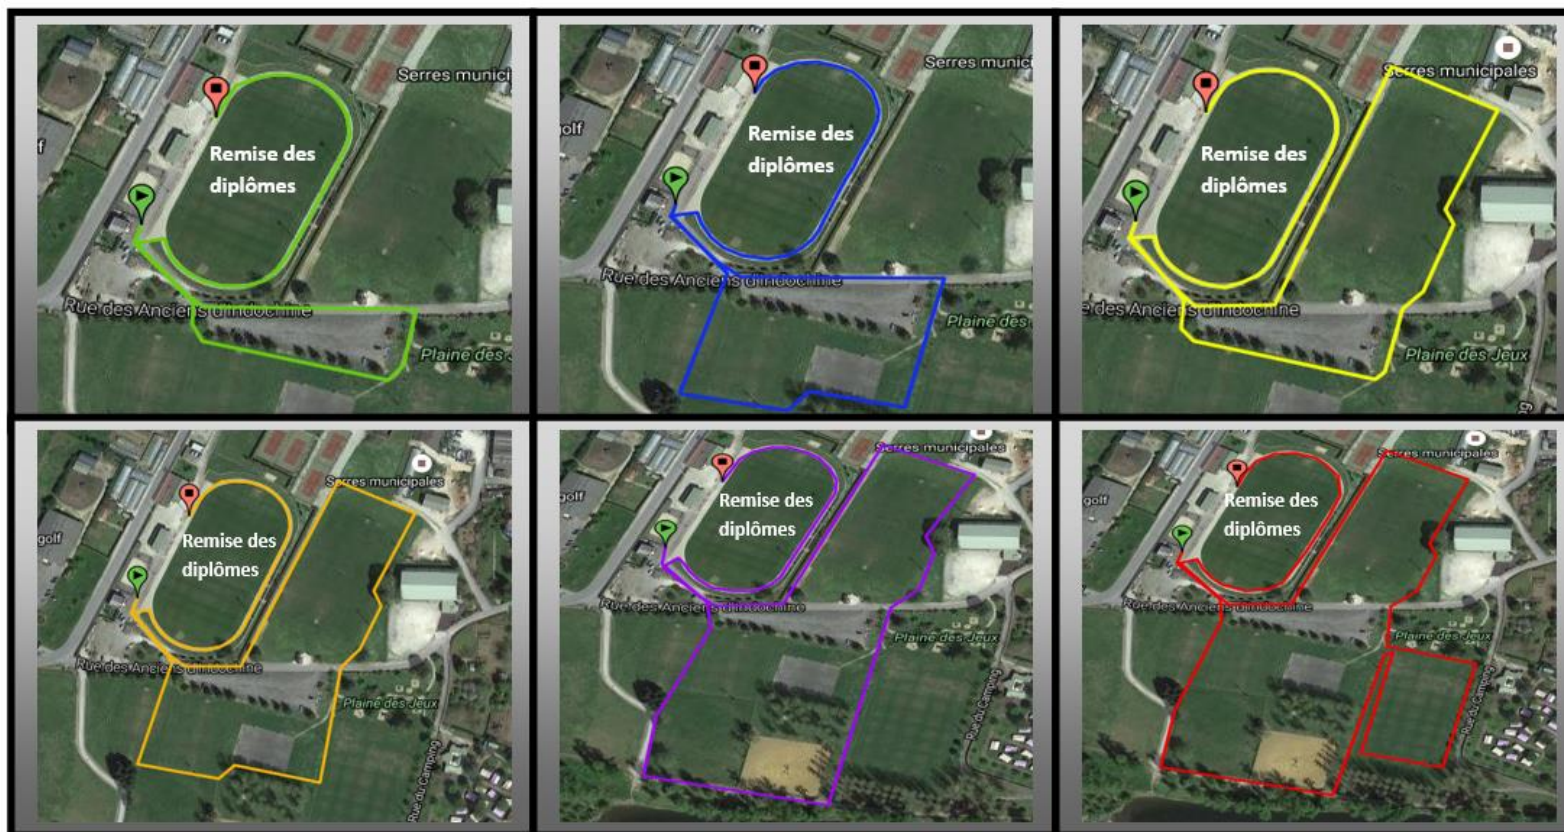 Serres munici
golf
f
Remise des
diplômes
Rue des Anciens d'Indochine
Plaine des J
Serres munici
golf
Remise des
diplômes
Rue des Anciens d'Indochine
Plaine des
Serres municipales
Remise des
diplômes
e des Anciens d'Indochine
Plaine des Jeux
Serres municipales
golf
Remise des
diplômes
Rue des Anciens d'Indochine
Plaine des Jeux
Rue du Camping
Serres municipales
golf
Remise des
diplômes
Rue des Anciens d'Indochine
Plaine des Jeux
Rue du Camping
Serres municipales
golf
Remise des
diplômes
Rue des Anciens d'Indochine
Plaine des Jeux
Rue du Camping